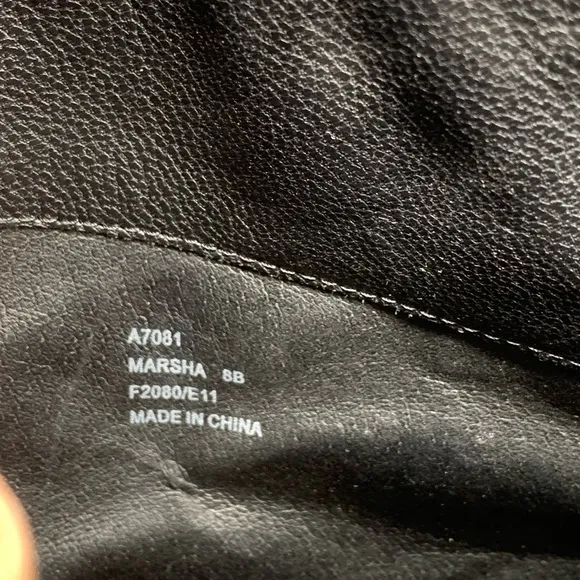 A7081
MARSHA 8B
F2080/E11
MADE IN CHINA